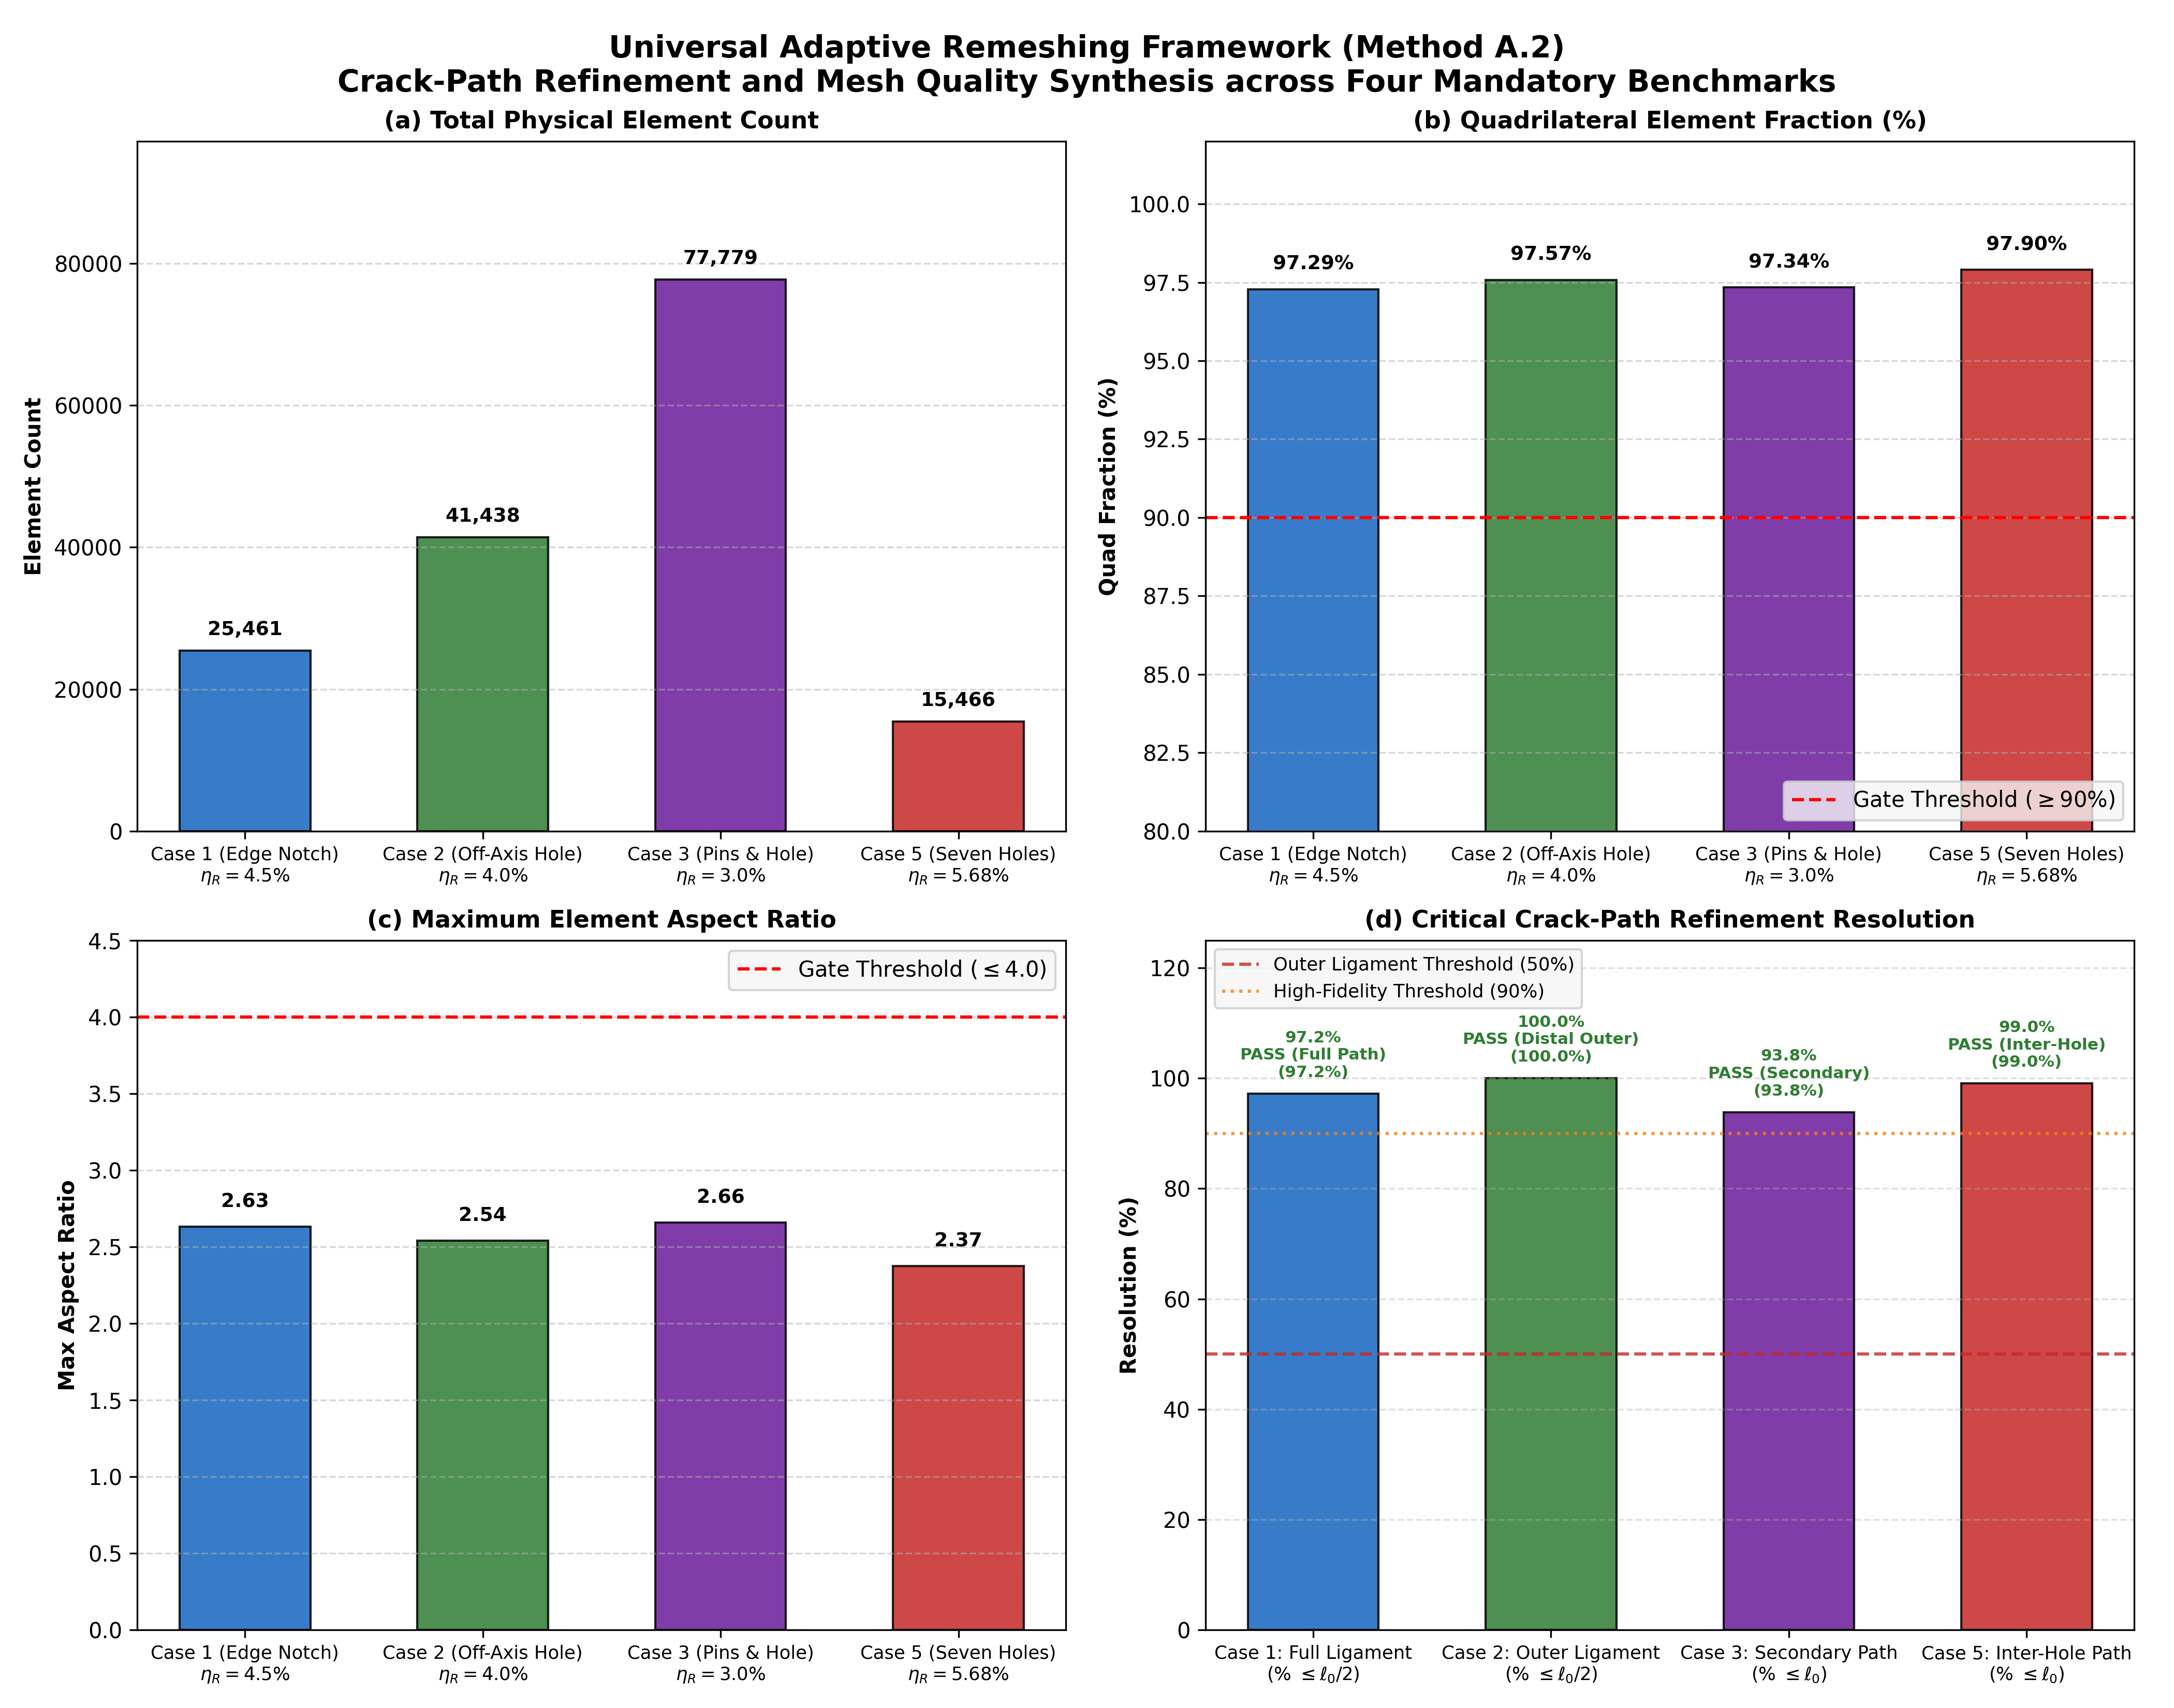 Universal Adaptive Remeshing Framework (Method A.2)
Crack-Path Refinement and Mesh Quality Synthesis across Four Mandatory Benchmarks
(a) Total Physical Element Count
Element Count
80000
60000
40000
20000
0
25,461
41,438
77,779
15,466
Case 1 (Edge Notch)
η_R = 4.5%
Case 2 (Off-Axis Hole)
η_R = 4.0%
Case 3 (Pins & Hole)
η_R = 3.0%
Case 5 (Seven Holes)
η_R = 5.68%
(b) Quadrilateral Element Fraction (%)
Quad Fraction (%)
100.0
97.5
95.0
92.5
90.0
87.5
85.0
82.5
80.0
97.29%
97.57%
97.34%
97.90%
Gate Threshold (≥90%)
Case 1 (Edge Notch)
η_R = 4.5%
Case 2 (Off-Axis Hole)
η_R = 4.0%
Case 3 (Pins & Hole)
η_R = 3.0%
Case 5 (Seven Holes)
η_R = 5.68%
(c) Maximum Element Aspect Ratio
Max Aspect Ratio
4.5
4.0
3.5
3.0
2.5
2.0
1.5
1.0
0.5
0.0
Gate Threshold (≤4.0)
2.63
2.54
2.66
2.37
Case 1 (Edge Notch)
η_R = 4.5%
Case 2 (Off-Axis Hole)
η_R = 4.0%
Case 3 (Pins & Hole)
η_R = 3.0%
Case 5 (Seven Holes)
η_R = 5.68%
(d) Critical Crack-Path Refinement Resolution
Resolution (%)
120
100
80
60
40
20
0
Outer Ligament Threshold (50%)
High-Fidelity Threshold (90%)
97.2%
PASS (Full Path)
(97.2%)
100.0%
PASS (Distal Outer)
(100.0%)
93.8%
PASS (Secondary)
(93.8%)
99.0%
PASS (Inter-Hole)
(99.0%)
Case 1: Full Ligament
(% ≤ℓ₀/2)
Case 2: Outer Ligament
(% ≤ℓ₀/2)
Case 3: Secondary Path
(% ≤ℓ₀)
Case 5: Inter-Hole Path
(% ≤ℓ₀)